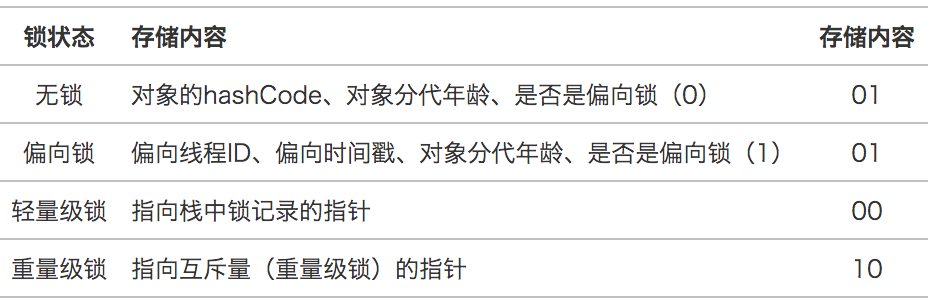 锁状态 存储内容 存储内容
无锁 对象的hashCode、对象分代年龄、是否是偏向锁（0） 01
偏向锁 偏向线程ID、偏向时间戳、对象分代年龄、是否是偏向锁（1） 01
轻量级锁 指向栈中锁记录的指针 00
重量级锁 指向互斥量（重量级锁）的指针 10